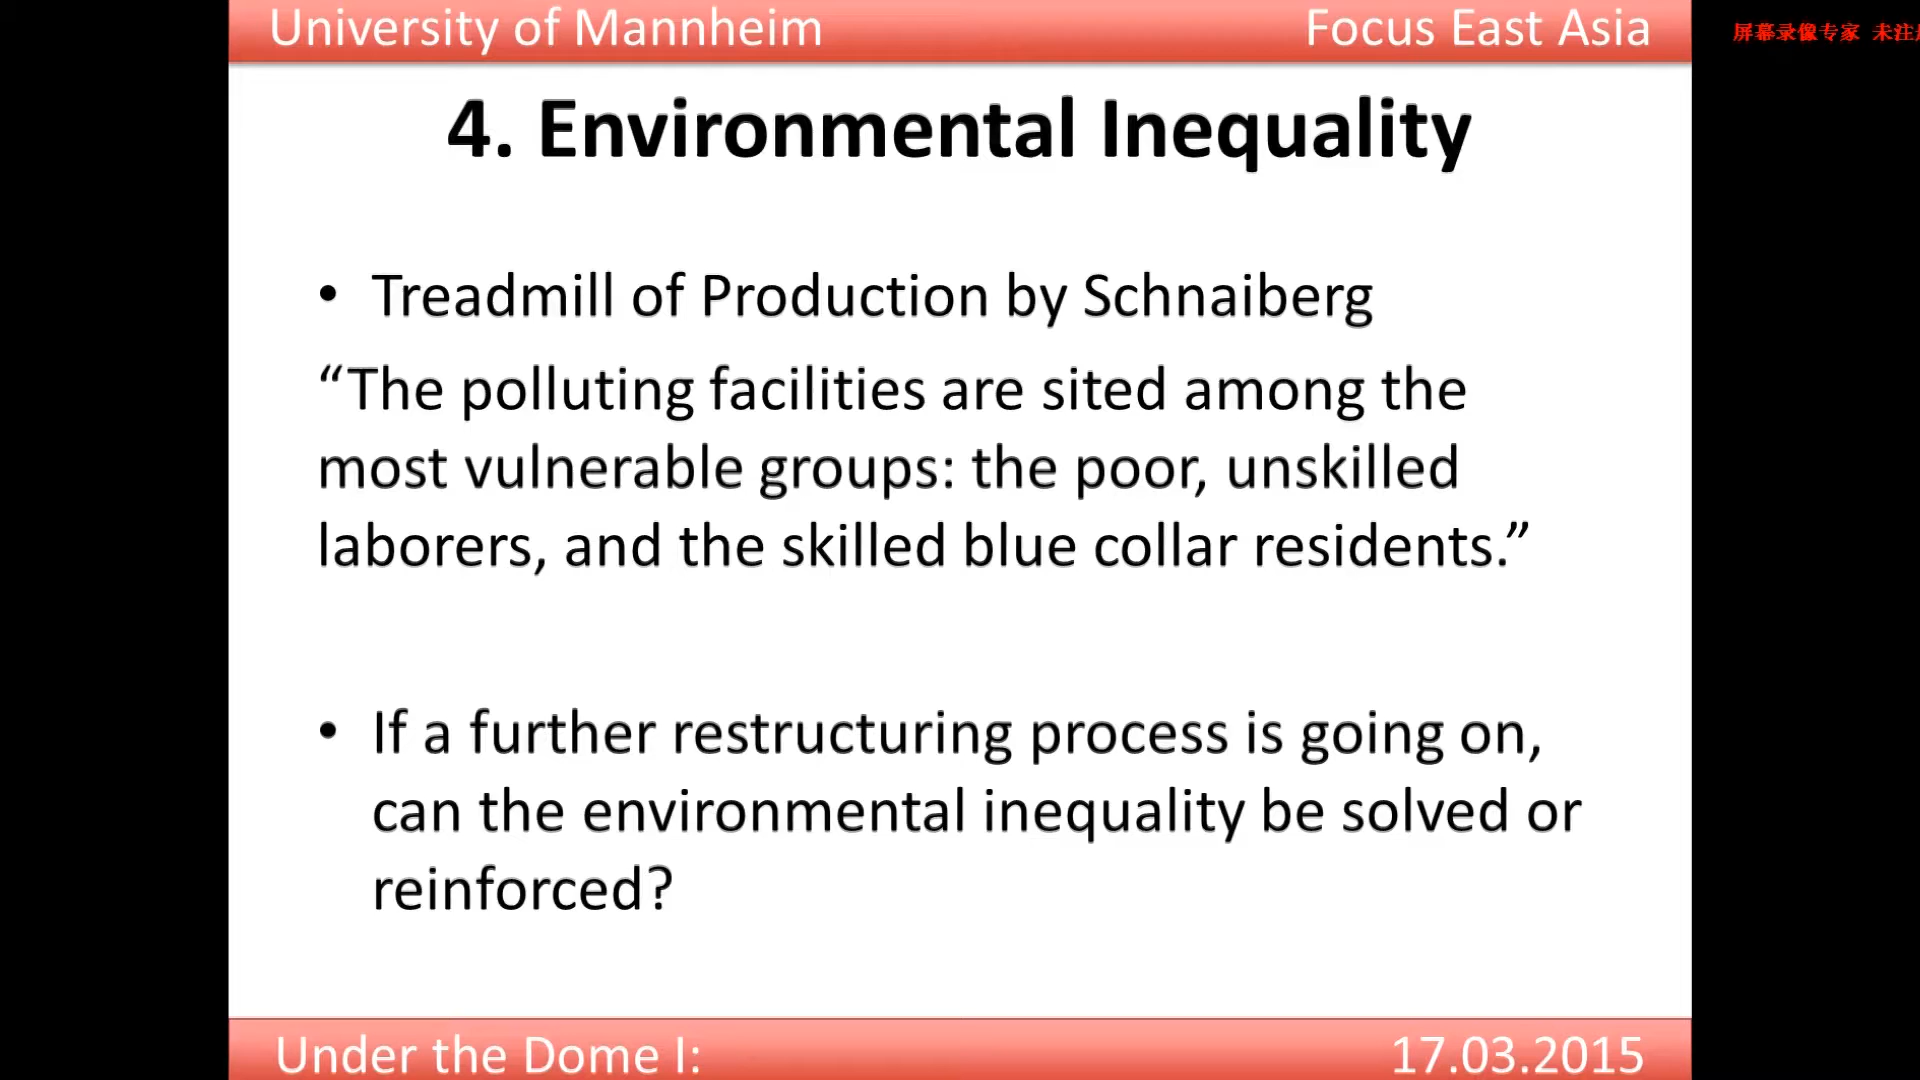 University of Mannheim
Focus East Asia
屏幕录像专家 未注
4. Environmental Inequality
• Treadmill of Production by Schnaiberg
“The polluting facilities are sited among the
most vulnerable groups: the poor, unskilled
laborers, and the skilled blue collar residents.”
• If a further restructuring process is going on,
can the environmental inequality be solved or
reinforced?
Under the Dome I:
17.03.2015